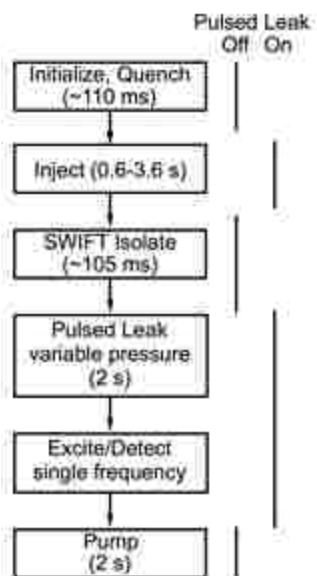 Pulsed Leak
Off On
Initialize, Quench
(~110 ms)
Inject (0.6-3.6 s)
SWIFT Isolate
(~105 ms)
Pulsed Leak
variable pressure
(2 s)
Excite/Detect
single frequency
Pump
(2 s)